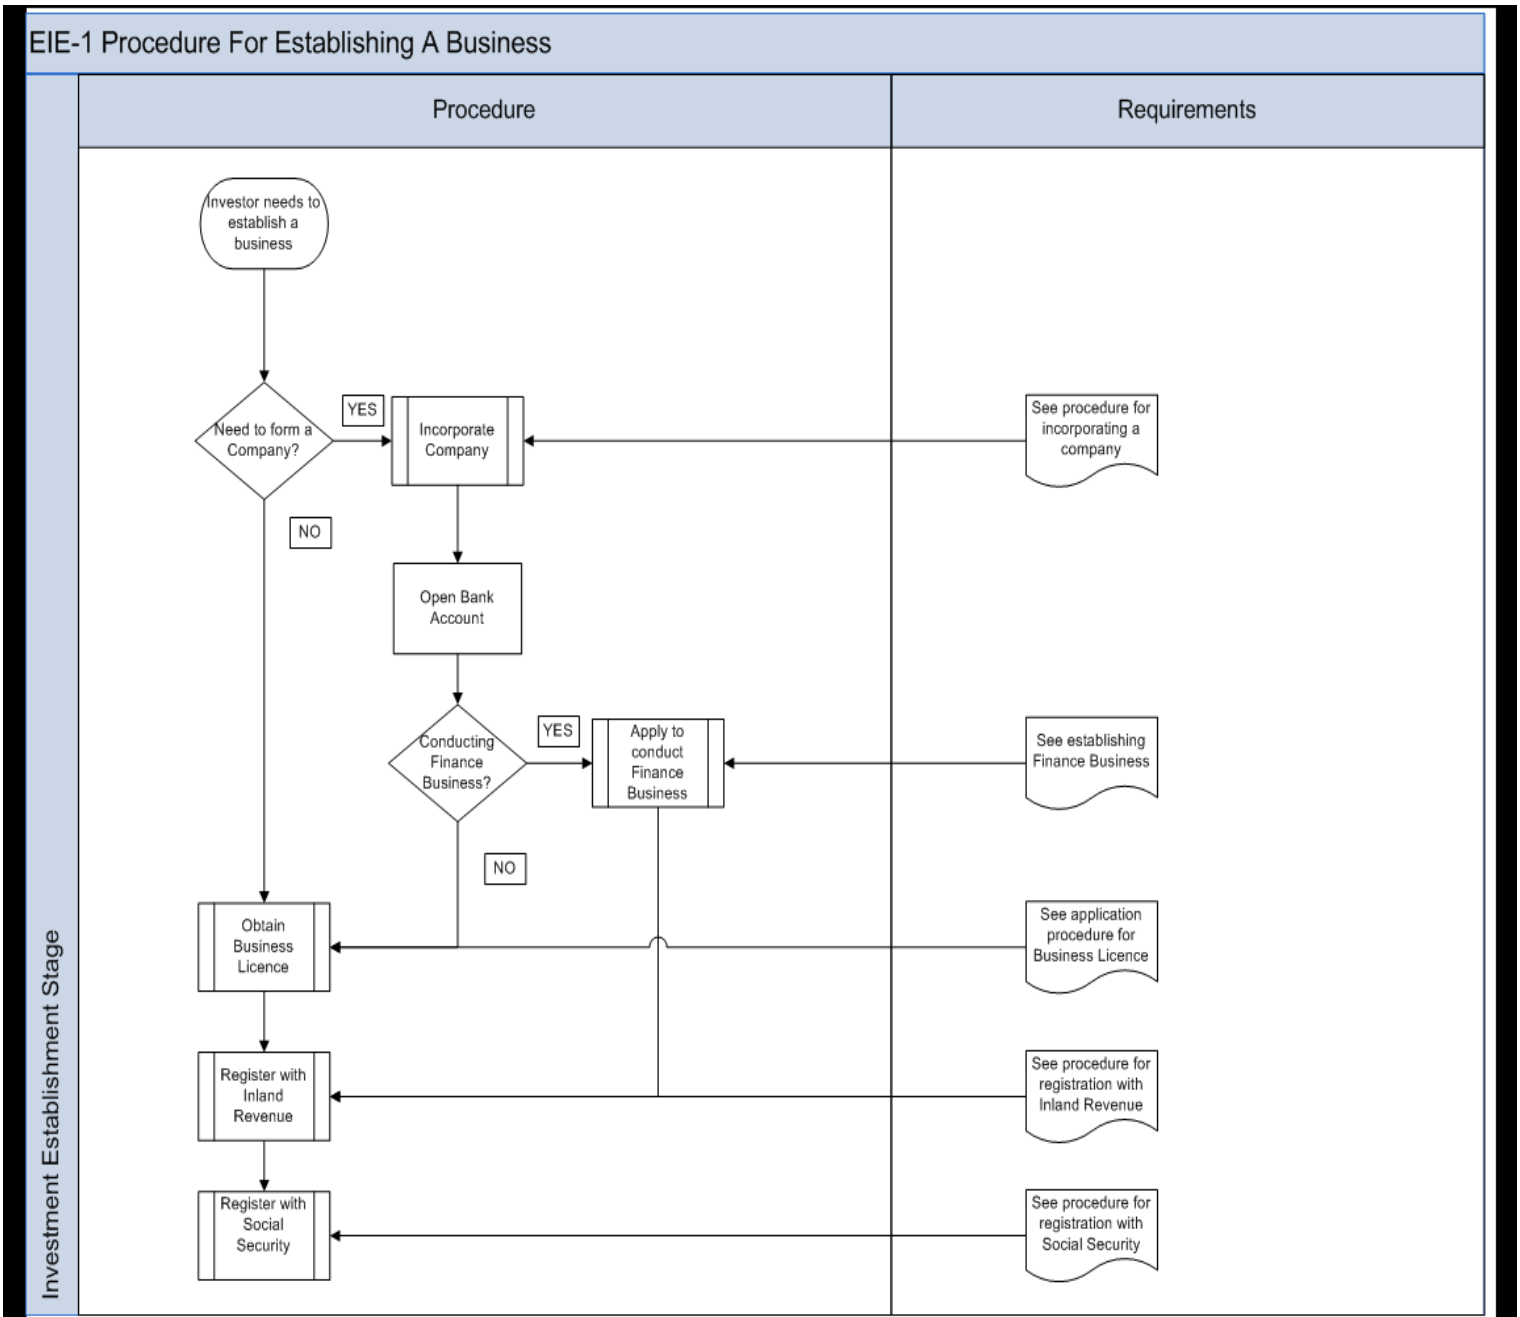 EIE-1 Procedure For Establishing A Business
Procedure
Requirements
Investment Establishment Stage
Investor needs to
establish a
business
Need to form a
Company?
YES
Incorporate
Company
See procedure for
incorporating a
company
NO
Open Bank
Account
Conducting
Finance
Business?
YES
Apply to
conduct
Finance
Business
See establishing
Finance Business
NO
Obtain
Business
Licence
See application
procedure for
Business Licence
Register with
Inland
Revenue
See procedure for
registration with
Inland Revenue
Register with
Social
Security
See procedure for
registration with
Social Security